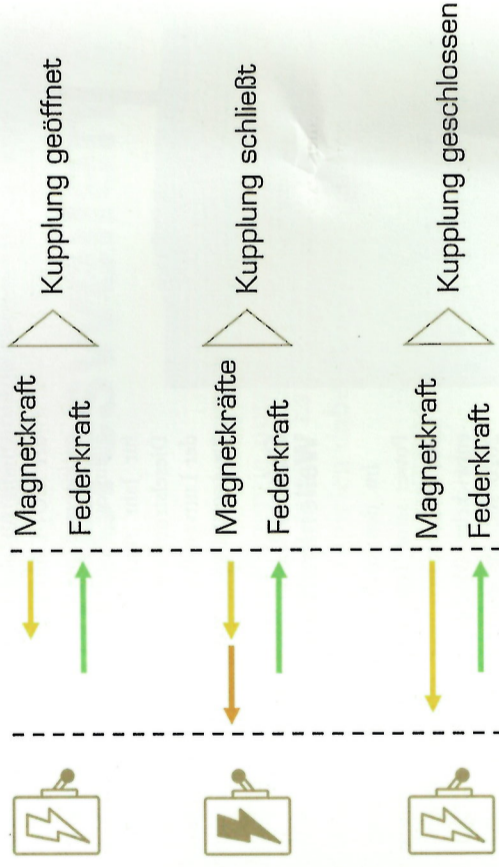 Magnetkraft
Federkraft
Kupplung geöffnet
Magnetkräfte
Federkraft
Kupplung schließt
Magnetkraft
Federkraft
Kupplung geschlossen